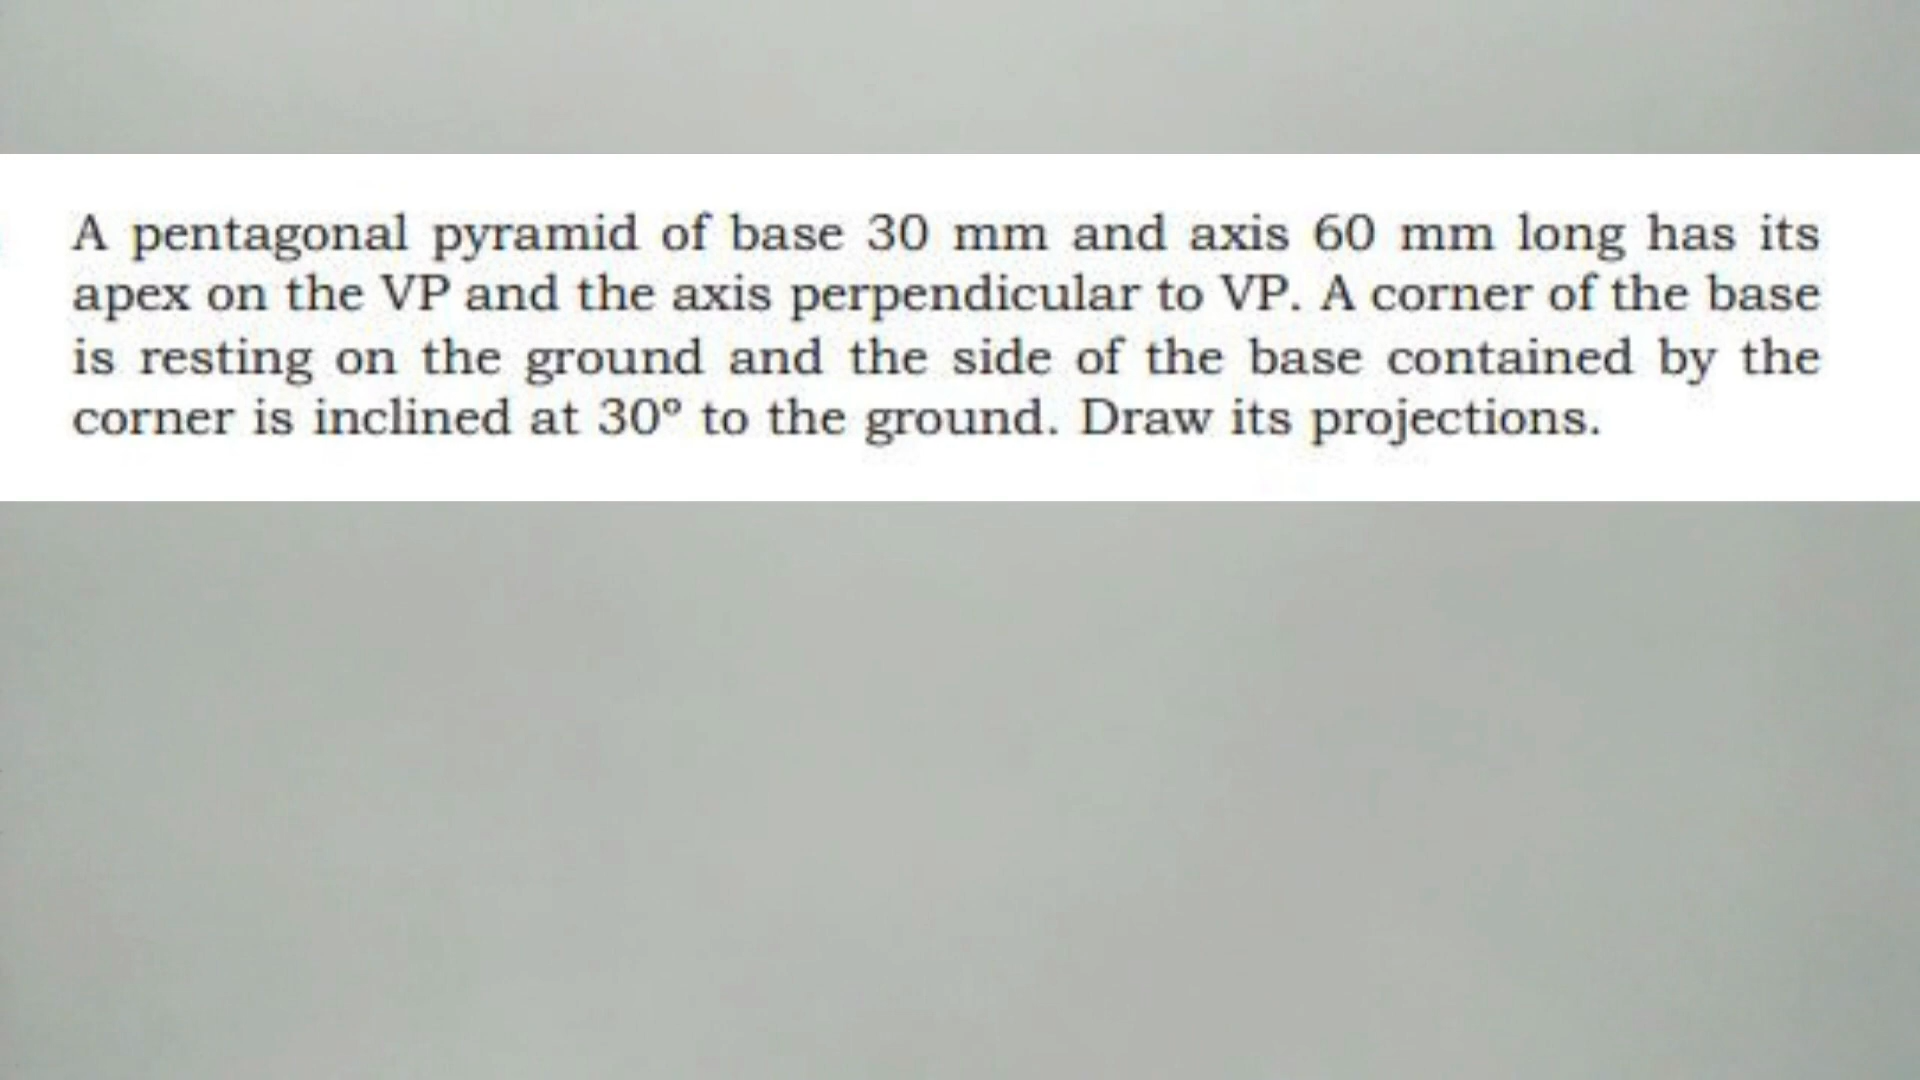 A pentagonal pyramid of base 30 mm and axis 60 mm long has its
apex on the VP and the axis perpendicular to VP. A corner of the base
is resting on the ground and the side of the base contained by the
corner is inclined at 30º to the ground. Draw its projections.